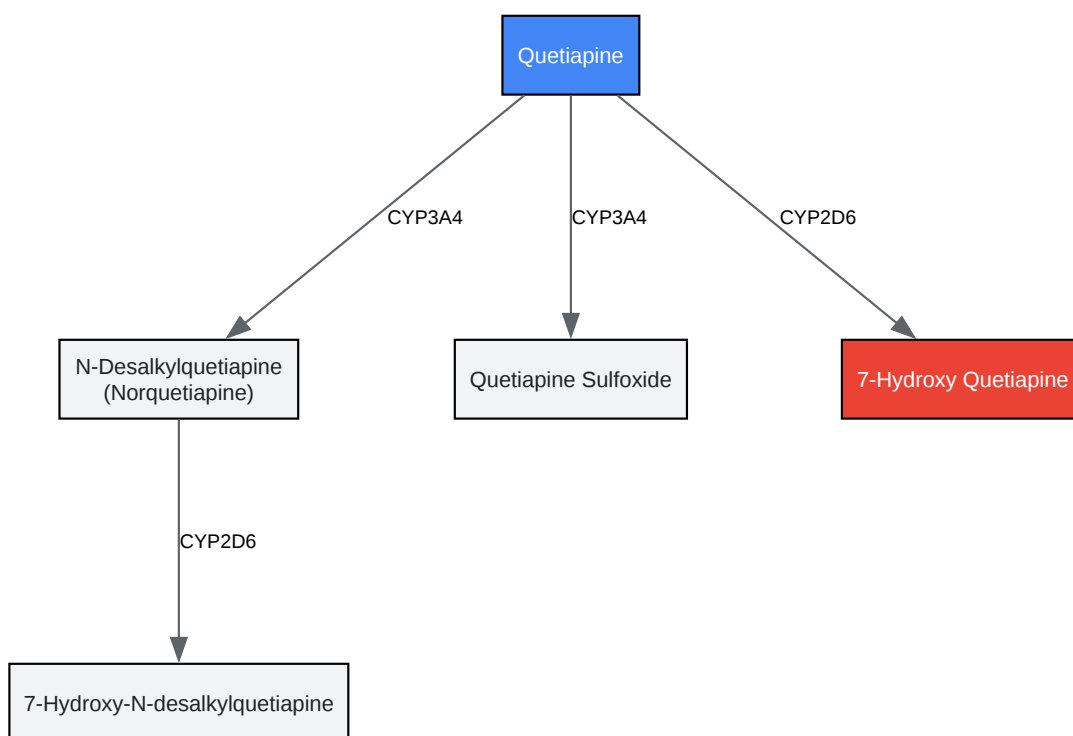 Quetiapine
CYP3A4
CYP3A4
CYP2D6
N-Desalkylquetiapine
(Norquetiapine)
Quetiapine Sulfoxide
7-Hydroxy Quetiapine
CYP2D6
7-Hydroxy-N-desalkylquetiapine